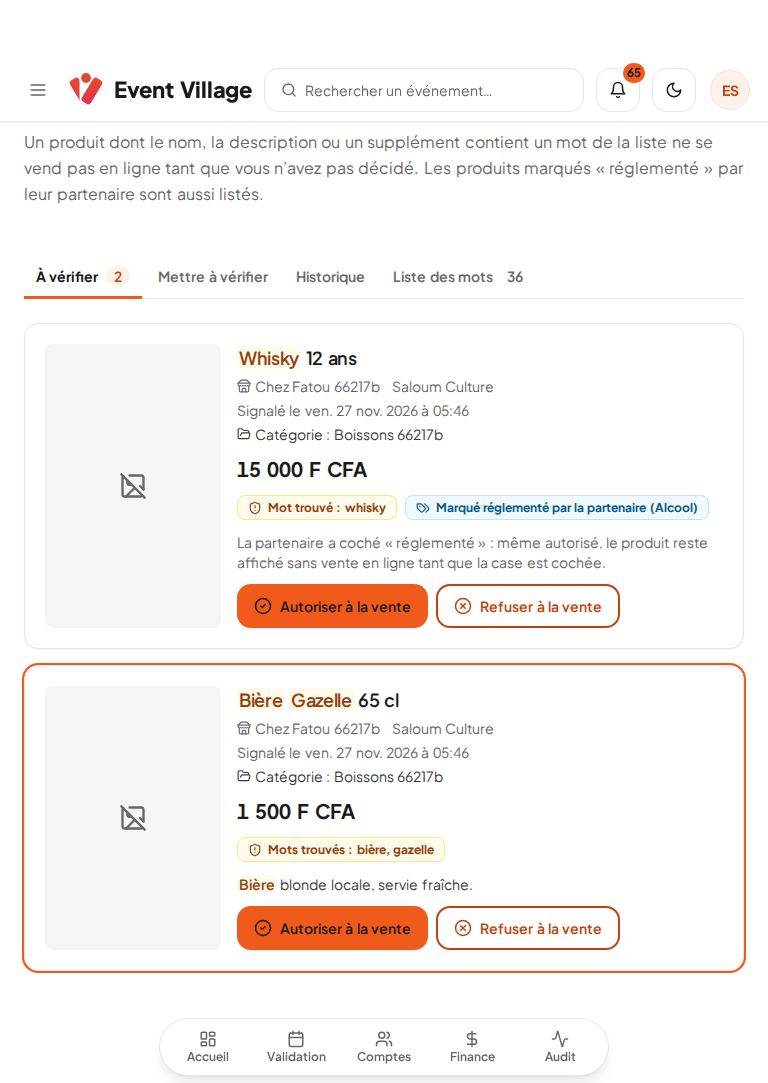 Event Village
Rechercher un événement...
65
ES
Un produit dont le nom, la description ou un supplément contient un mot de la liste ne se
vend pas en ligne tant que vous n’avez pas décidé. Les produits marqués « réglementé » par
leur partenaire sont aussi listés.
À vérifier 2 Mettre à vérifier Historique Liste des mots 36
Whisky 12 ans
Chez Fatou 66217b Saloum Culture
Signalé le ven. 27 nov. 2026 à 05:46
Catégorie : Boissons 66217b
15 000 F CFA
Mot trouvé : whisky Marqué réglementé par la partenaire (Alcool)
La partenaire a coché « réglementé » : même autorisé, le produit reste
affiché sans vente en ligne tant que la case est cochée.
Autoriser à la vente Refuser à la vente
Bière Gazelle 65 cl
Chez Fatou 66217b Saloum Culture
Signalé le ven. 27 nov. 2026 à 05:46
Catégorie : Boissons 66217b
1 500 F CFA
Mots trouvés : bière, gazelle
Bière blonde locale, servie fraîche.
Autoriser à la vente Refuser à la vente
Accueil Validation Comptes Finance Audit